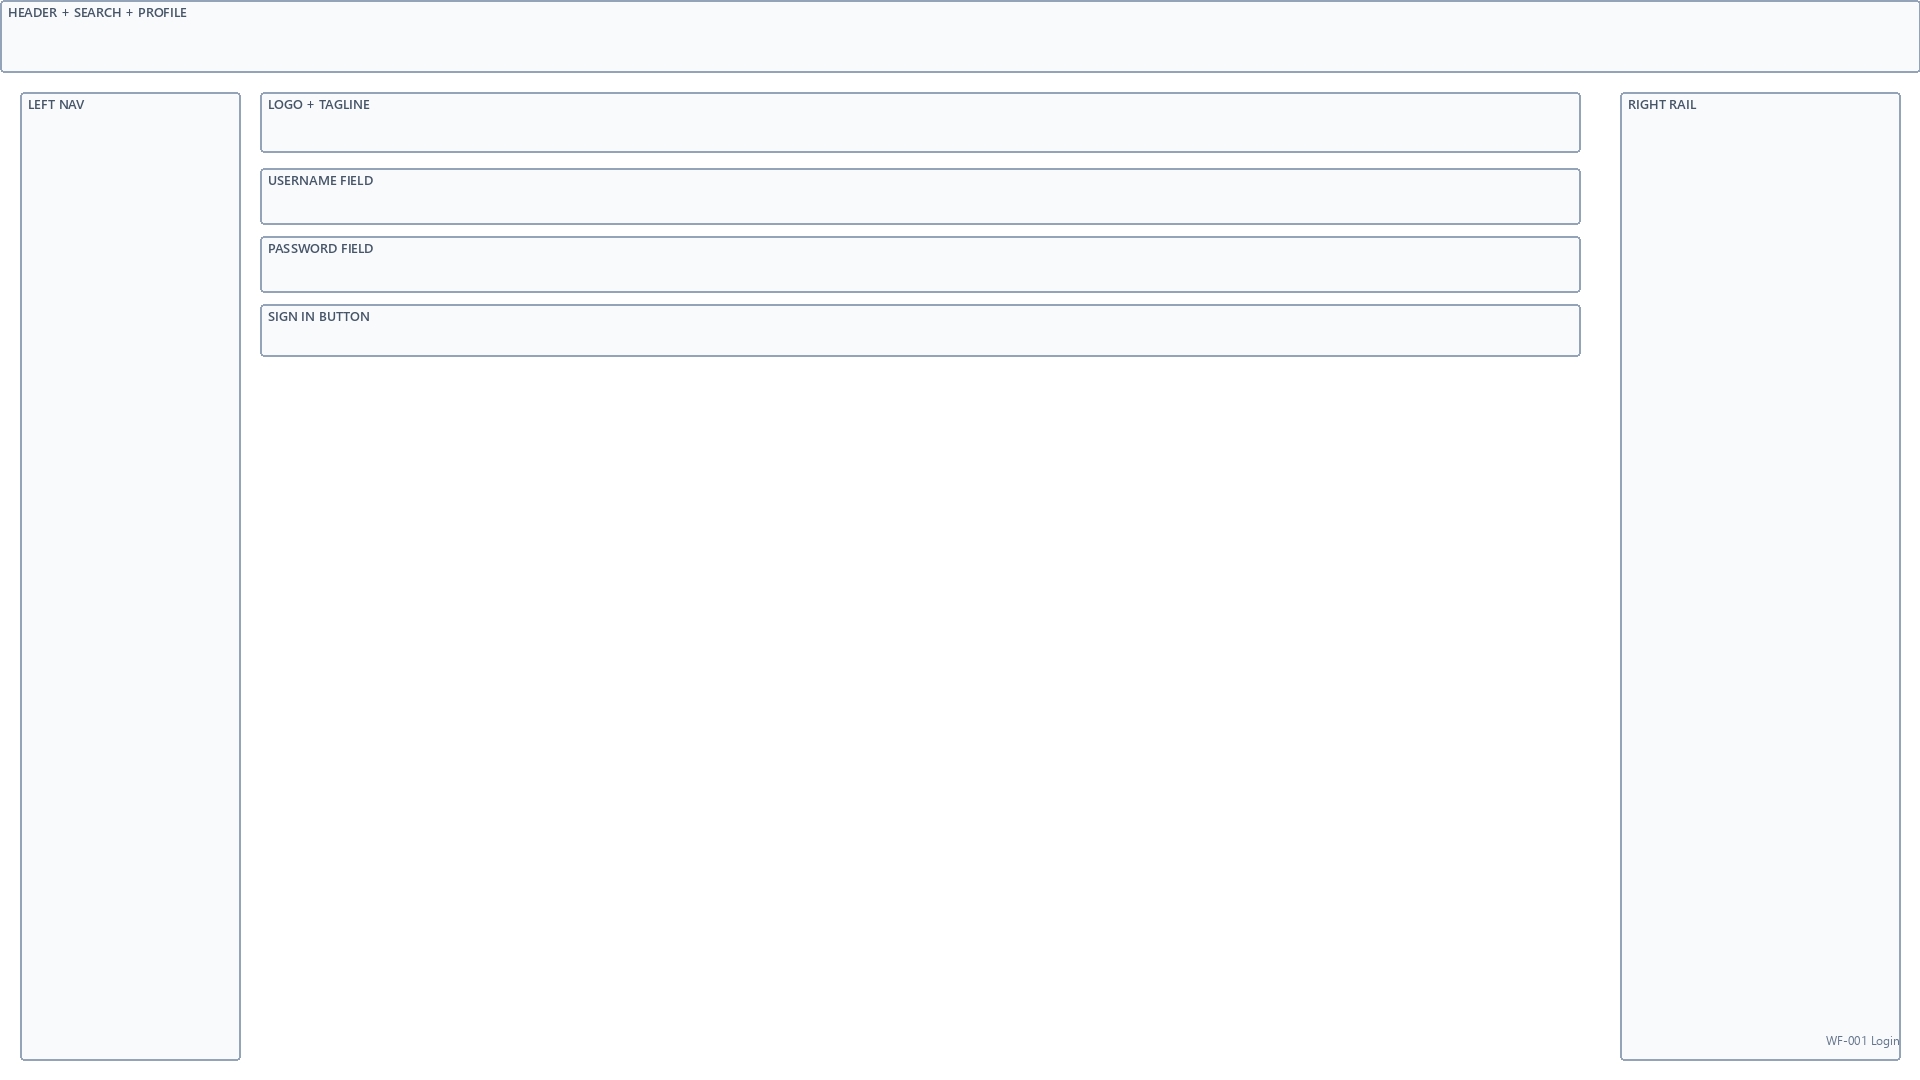 HEADER + SEARCH + PROFILE
LEFT NAV
LOGO + TAGLINE
USERNAME FIELD
PASSWORD FIELD
SIGN IN BUTTON
RIGHT RAIL
WF-001 Login